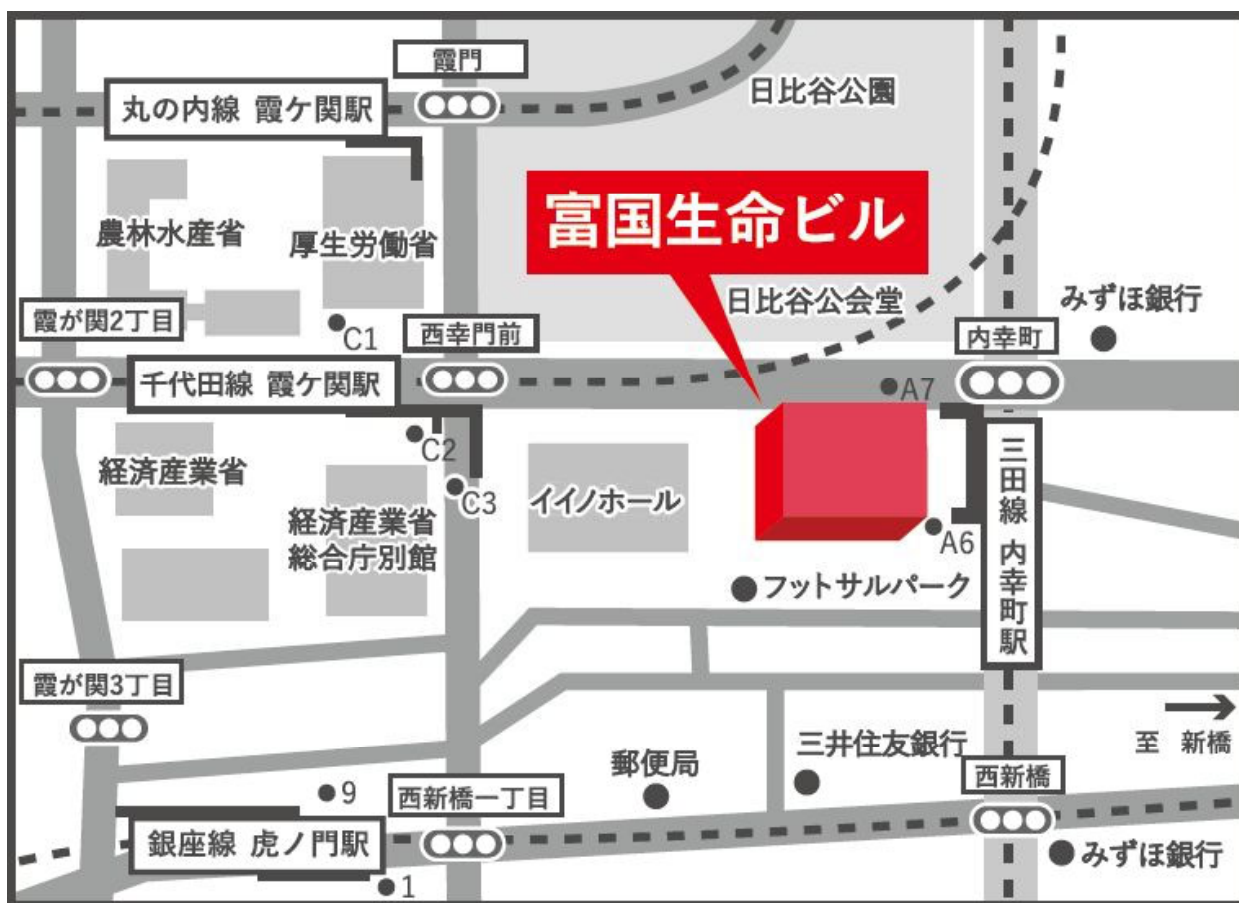 霞門
丸の内線 霞ケ関駅
日比谷公園
富国生命ビル
農林水産省
厚生労働省
日比谷公会堂
みずほ銀行
霞が関2丁目
C1
西幸門前
内幸町
千代田線 霞ケ関駅
A7
C2
経済産業省
C3
イイノホール
経済産業省
総合庁別館
A6
三田線 内幸町駅
フットサルパーク
霞が関3丁目
至 新橋
三井住友銀行
郵便局
西新橋
9
西新橋一丁目
銀座線 虎ノ門駅
みずほ銀行
1